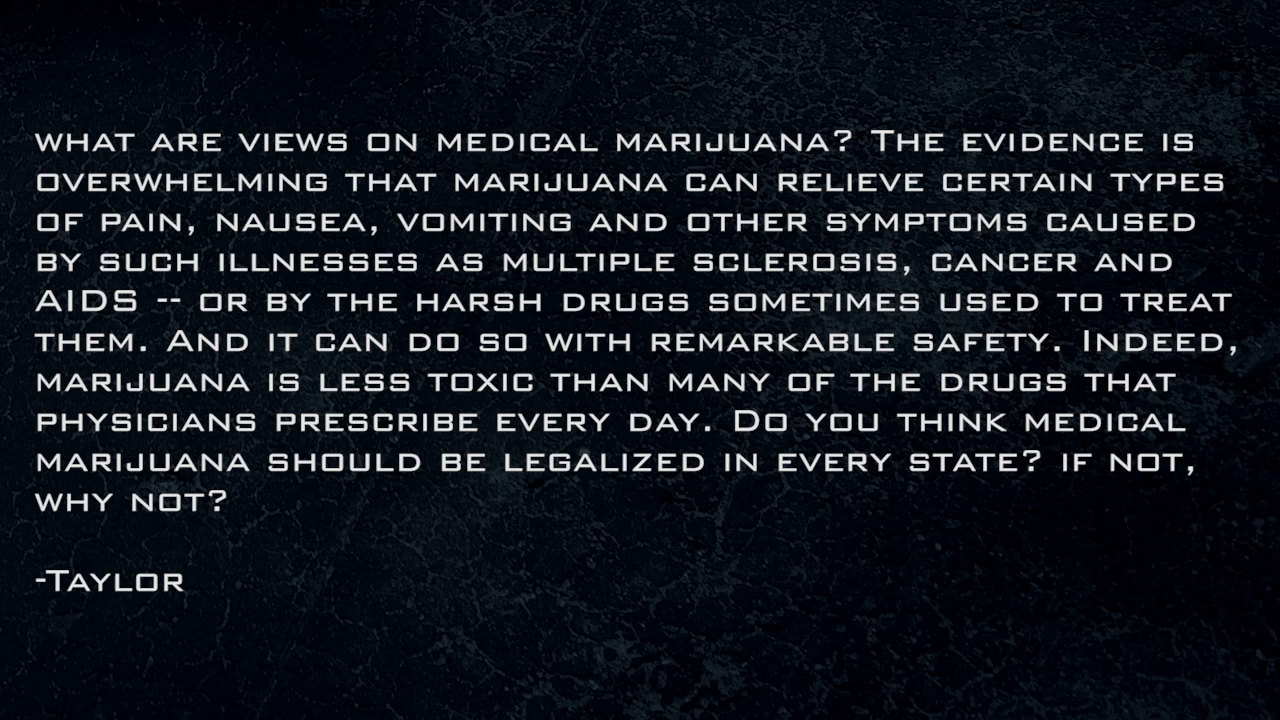 WHAT ARE VIEWS ON MEDICAL MARIJUANA? THE EVIDENCE IS
OVERWHELMING THAT MARIJUANA CAN RELIEVE CERTAIN TYPES
OF PAIN, NAUSEA, VOMITING AND OTHER SYMPTOMS CAUSED
BY SUCH ILLNESSES AS MULTIPLE SCLEROSIS, CANCER AND
AIDS -- OR BY THE HARSH DRUGS SOMETIMES USED TO TREAT
THEM. AND IT CAN DO SO WITH REMARKABLE SAFETY. INDEED,
MARIJUANA IS LESS TOXIC THAN MANY OF THE DRUGS THAT
PHYSICIANS PRESCRIBE EVERY DAY. DO YOU THINK MEDICAL
MARIJUANA SHOULD BE LEGALIZED IN EVERY STATE? IF NOT,
WHY NOT?
-TAYLOR